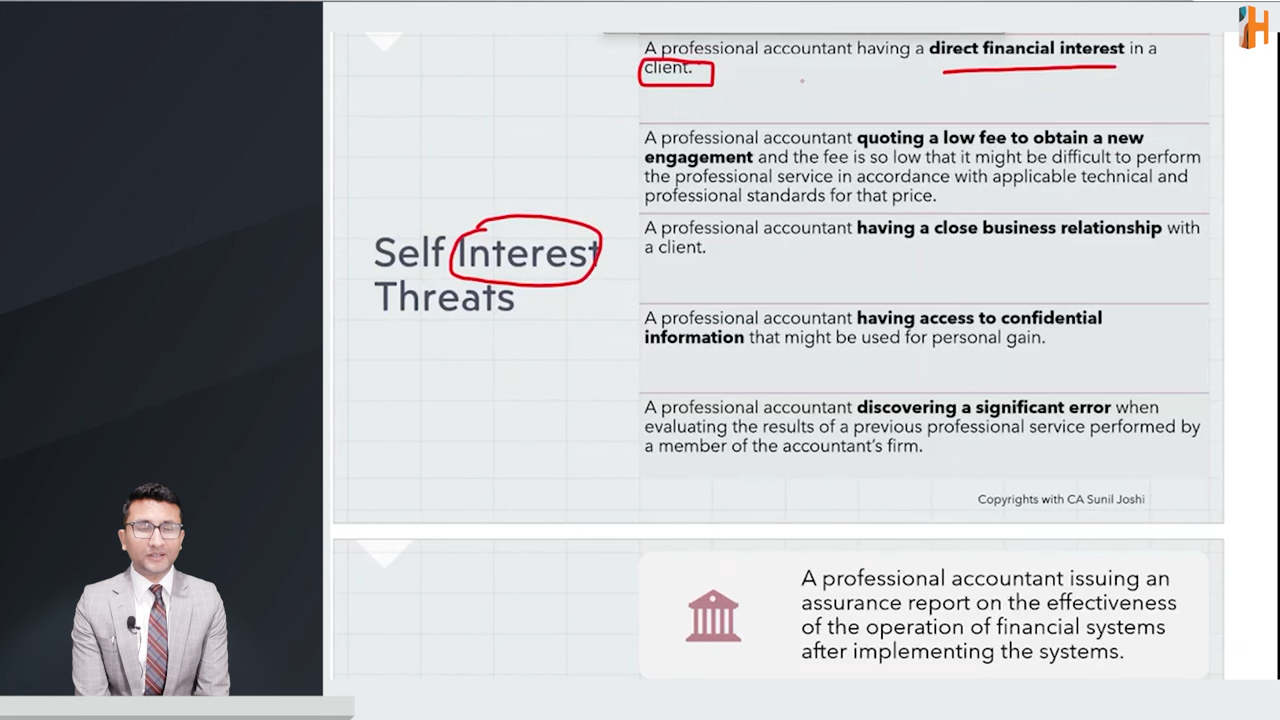 H
A professional accountant having a direct financial interest in a
client.
A professional accountant quoting a low fee to obtain a new
engagement and the fee is so low that it might be difficult to perform
the professional service in accordance with applicable technical and
professional standards for that price.
Self Interest
Threats
A professional accountant having a close business relationship with
a client.
A professional accountant having access to confidential
information that might be used for personal gain.
A professional accountant discovering a significant error when
evaluating the results of a previous professional service performed by
a member of the accountant's firm.
Copyrights with CA Sunil Joshi
A professional accountant issuing an
assurance report on the effectiveness
of the operation of financial systems
after implementing the systems.